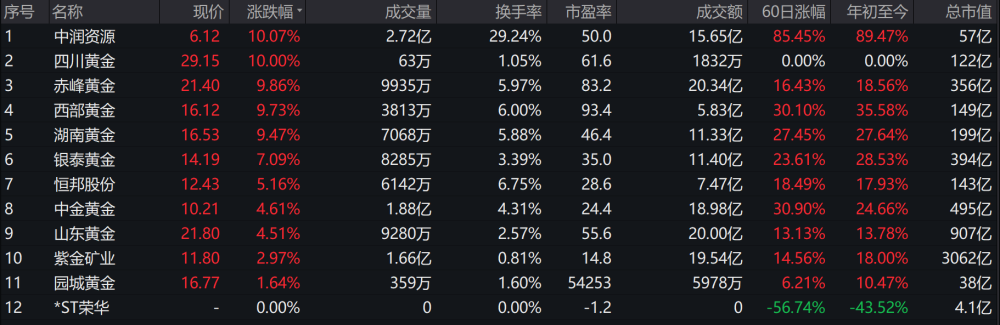 序号 名称 现价 涨跌幅 成交量 换手率 市盈率 成交额 60日涨幅 年初至今 总市值
1 中润资源 6.12 10.07% 2.72亿 29.24% 50.0 15.65亿 85.45% 89.47% 57亿
2 四川黄金 29.15 10.00% 63万 1.05% 61.6 1832万 0.00% 0.00% 122亿
3 赤峰黄金 21.40 9.86% 9935万 5.97% 83.2 20.34亿 16.43% 18.56% 356亿
4 西部黄金 16.12 9.73% 3813万 6.00% 93.4 5.83亿 30.10% 35.58% 149亿
5 湖南黄金 16.53 9.47% 7068万 5.88% 46.4 11.33亿 27.45% 27.64% 199亿
6 银泰黄金 14.19 7.09% 8285万 3.39% 35.0 11.40亿 23.61% 28.53% 394亿
7 恒邦股份 12.43 5.16% 6142万 6.75% 28.6 7.47亿 18.49% 17.93% 143亿
8 中金黄金 10.21 4.61% 1.88亿 4.31% 24.4 18.98亿 30.90% 24.66% 495亿
9 山东黄金 21.80 4.51% 9280万 2.57% 55.6 20.00亿 13.13% 13.78% 907亿
10 紫金矿业 11.80 2.97% 1.66亿 0.81% 14.8 19.54亿 14.56% 18.00% 3062亿
11 园城黄金 16.77 1.64% 359万 1.60% 54253 5978万 6.21% 10.47% 38亿
12 *ST荣华 - 0.00% 0 0.00% -1.2 0 -56.74% -43.52% 4.1亿